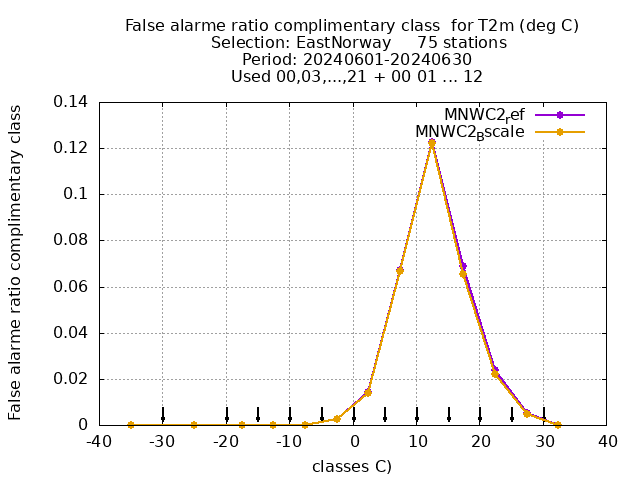 False alarme ratio complimentary class  for T2m (deg C)
Selection: EastNorway     75 stations
Period: 20240601-20240630
Used 00,03,...,21 + 00 01 ... 12
False alarme ratio complimentary class
0.14
0.12
0.1
0.08
0.06
0.04
0.02
0
MNWC2ref
MNWC2Bscale
-40 -30 -20 -10 0 10 20 30 40
classes C)